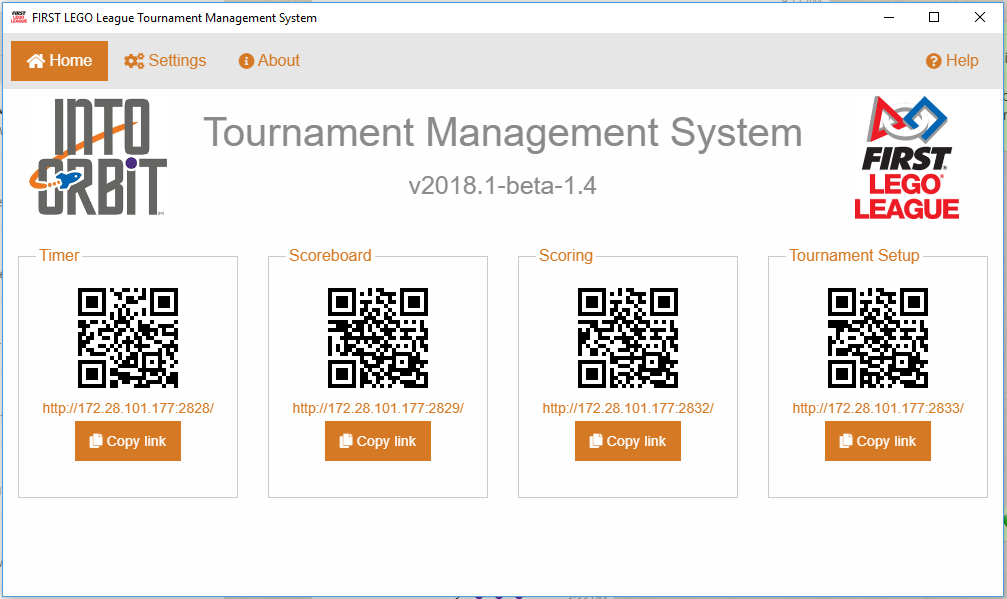 FIRST LEGO League Tournament Management System
Home Settings About Help
INTO
ORBIT
Tournament Management System
v2018.1-beta-1.4
FIRST
LEGO
LEAGUE
Timer Scoreboard Scoring Tournament Setup
http://172.28.101.177:2828/ http://172.28.101.177:2829/ http://172.28.101.177:2832/ http://172.28.101.177:2833/
Copy link Copy link Copy link Copy link